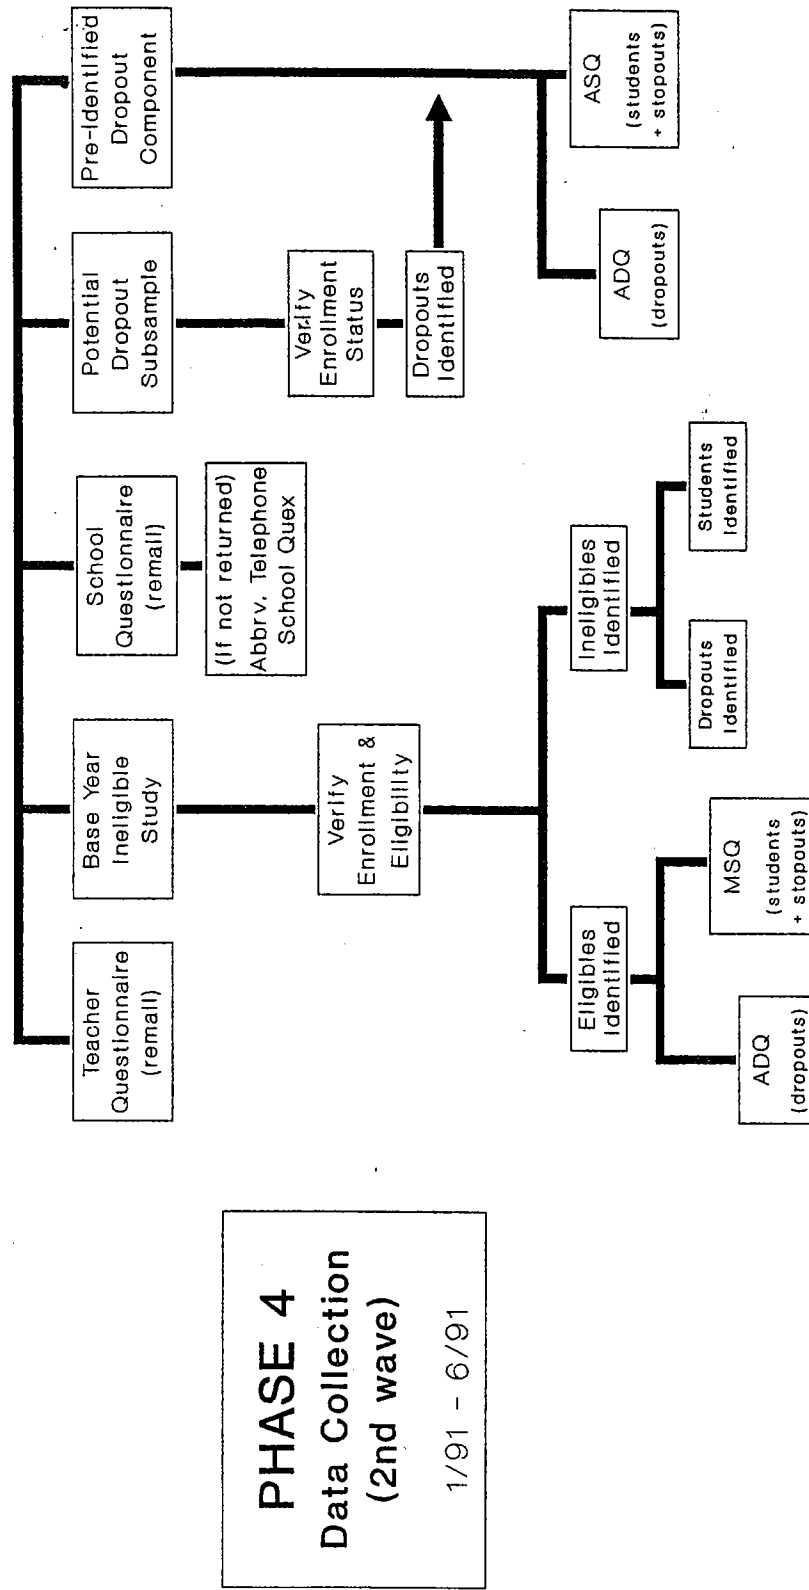 PHASE 4
Data Collection
(2nd wave)
1/91 - 6/91
Teacher
Questionnaire
(remail)
Base Year
Ineligible
Study
School
Questionnaire
(remail)
Potential
Dropout
Subsample
Pre-Identified
Dropout
Component
(If not returned)
Abbrv. Telephone
School Quex
Verify
Enrollment &
Eligibility
Verify
Enrollment
Status
Dropouts
Identified
Eligibles
Identified
Ineligibles
Identified
ADQ
(dropouts)
ASQ
(students
+ stopouts)
ADQ
(dropouts)
MSQ
(students
+ stopouts)
Dropouts
Identified
Students
Identified